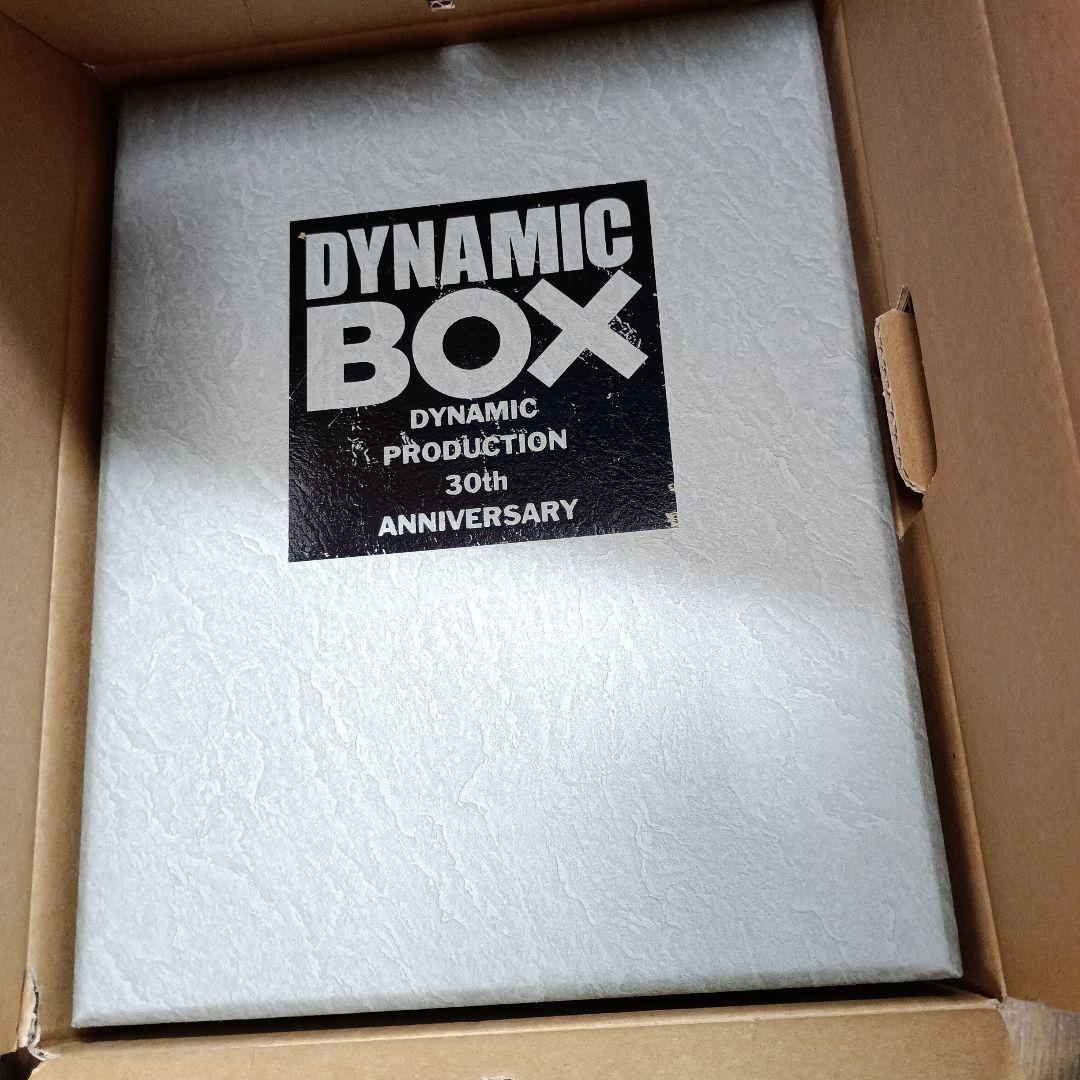 DYNAMIC
BOX
DYNAMIC
PRODUCTION
30th
ANNIVERSARY